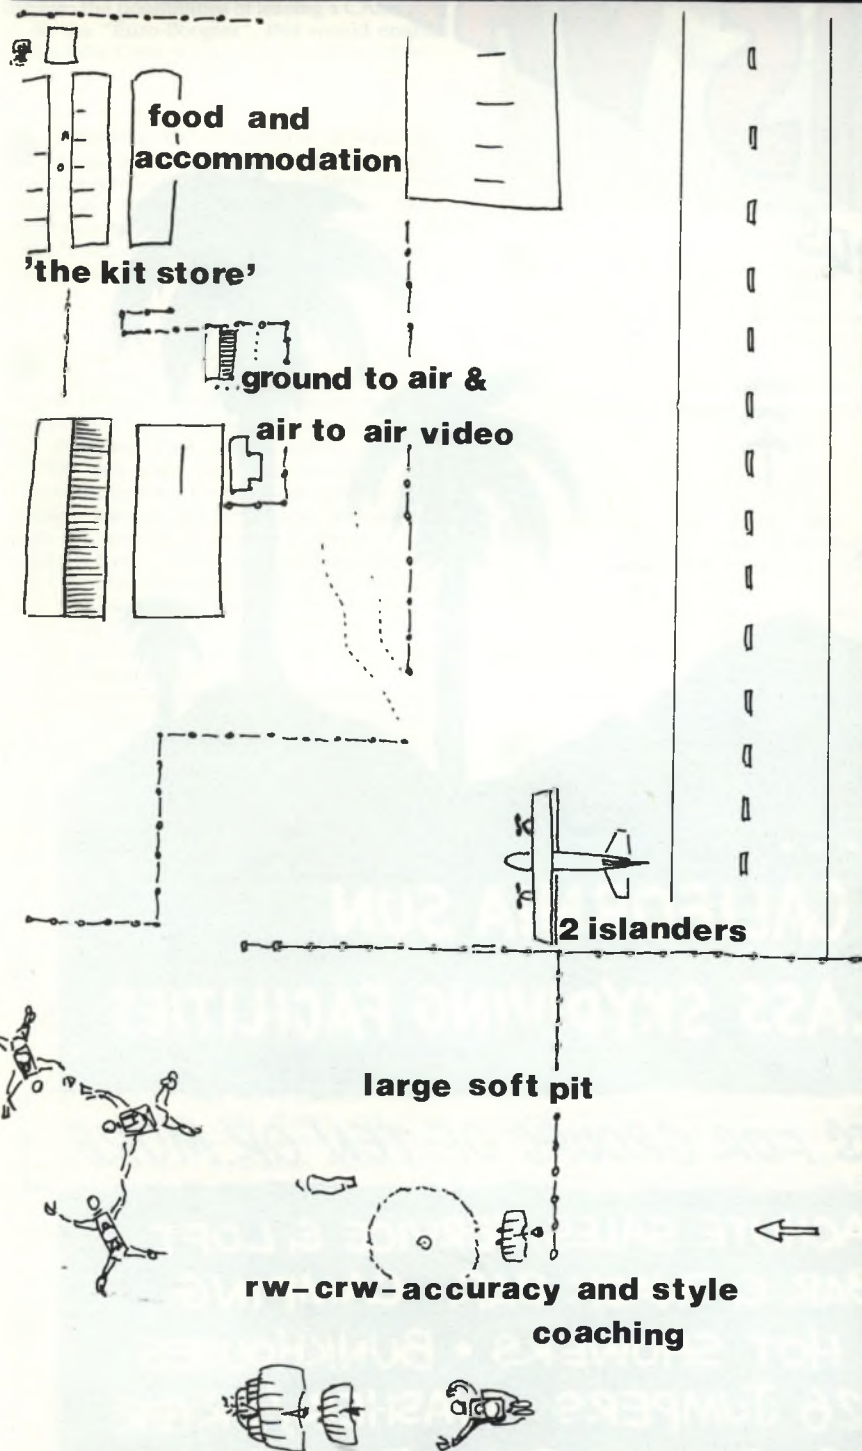 food and
accommodation
'the kit store'
ground to air &
air to air video
2 islanders
large soft pit
rw-crw-accuracy and style
coaching